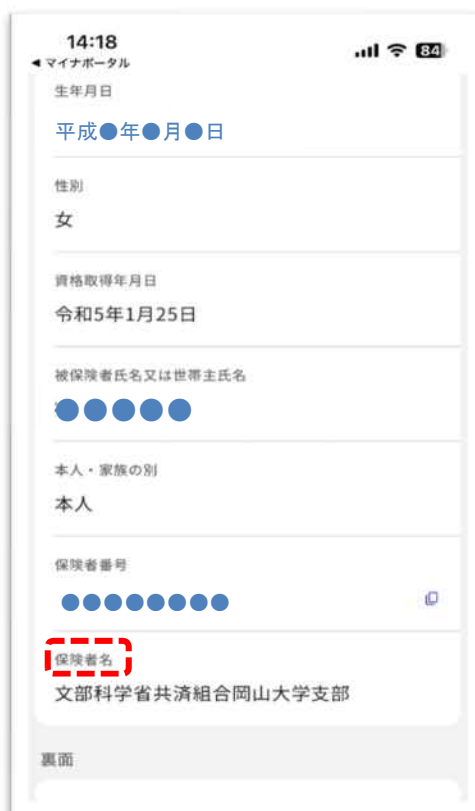 14:18
84
◀ マイナポータル
生年月日
平成●年●月●日
性別
女
資格取得年月日
令和5年1月25日
被保険者氏名又は世帯主氏名
●●●●●
本人・家族の別
本人
保険者番号
●●●●●●●●
保険者名
文部科学省共済組合岡山大学支部
裏面